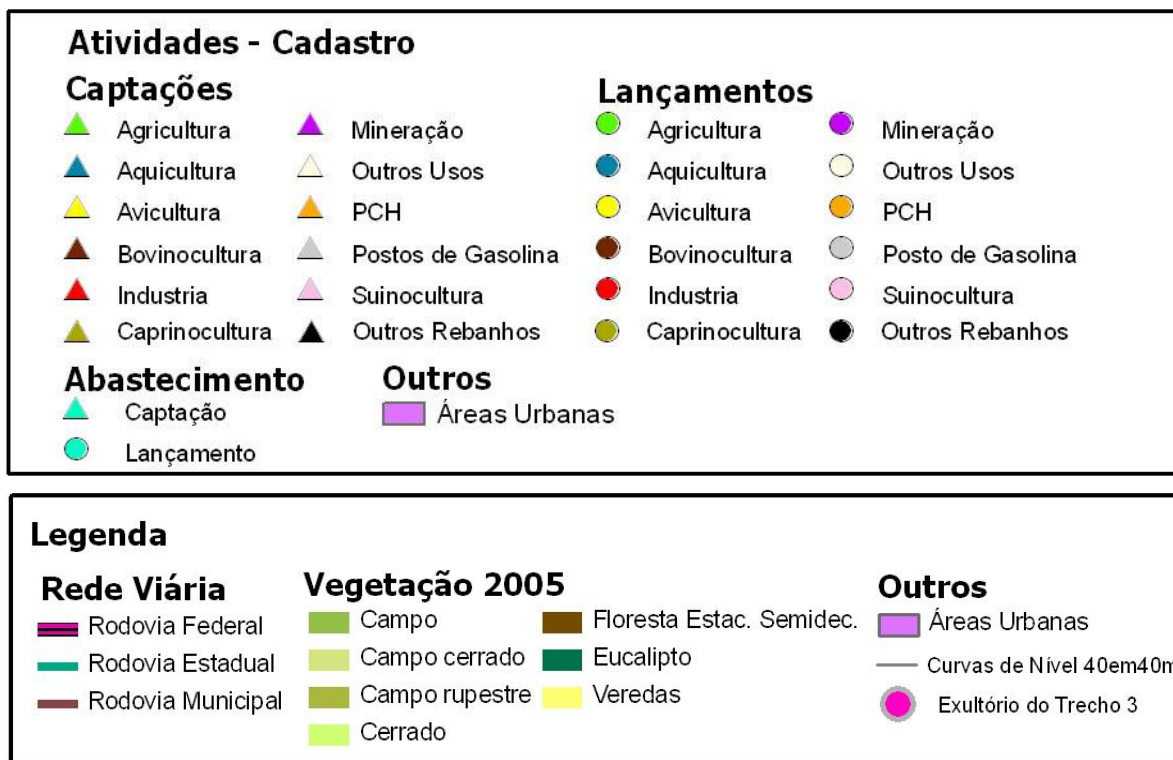 Atividades - Cadastro
Captações
Agricultura
Aquicultura
Avicultura
Bovinocultura
Industria
Caprinocultura
Mineração
Outros Usos
PCH
Postos de Gasolina
Suinocultura
Outros Rebanhos
Lançamentos
Agricultura
Aquicultura
Avicultura
Bovinocultura
Industria
Caprinocultura
Mineração
Outros Usos
PCH
Posto de Gasolina
Suinocultura
Outros Rebanhos
Abastecimento
Captação
Lançamento
Outros
Áreas Urbanas
Legenda
Rede Viária
Rodovia Federal
Rodovia Estadual
Rodovia Municipal
Vegetação 2005
Campo
Campo cerrado
Campo rupestre
Cerrado
Floresta Estac. Semidec.
Eucalipto
Veredas
Outros
Áreas Urbanas
Curvas de Nível 40em40m
Exultório do Trecho 3